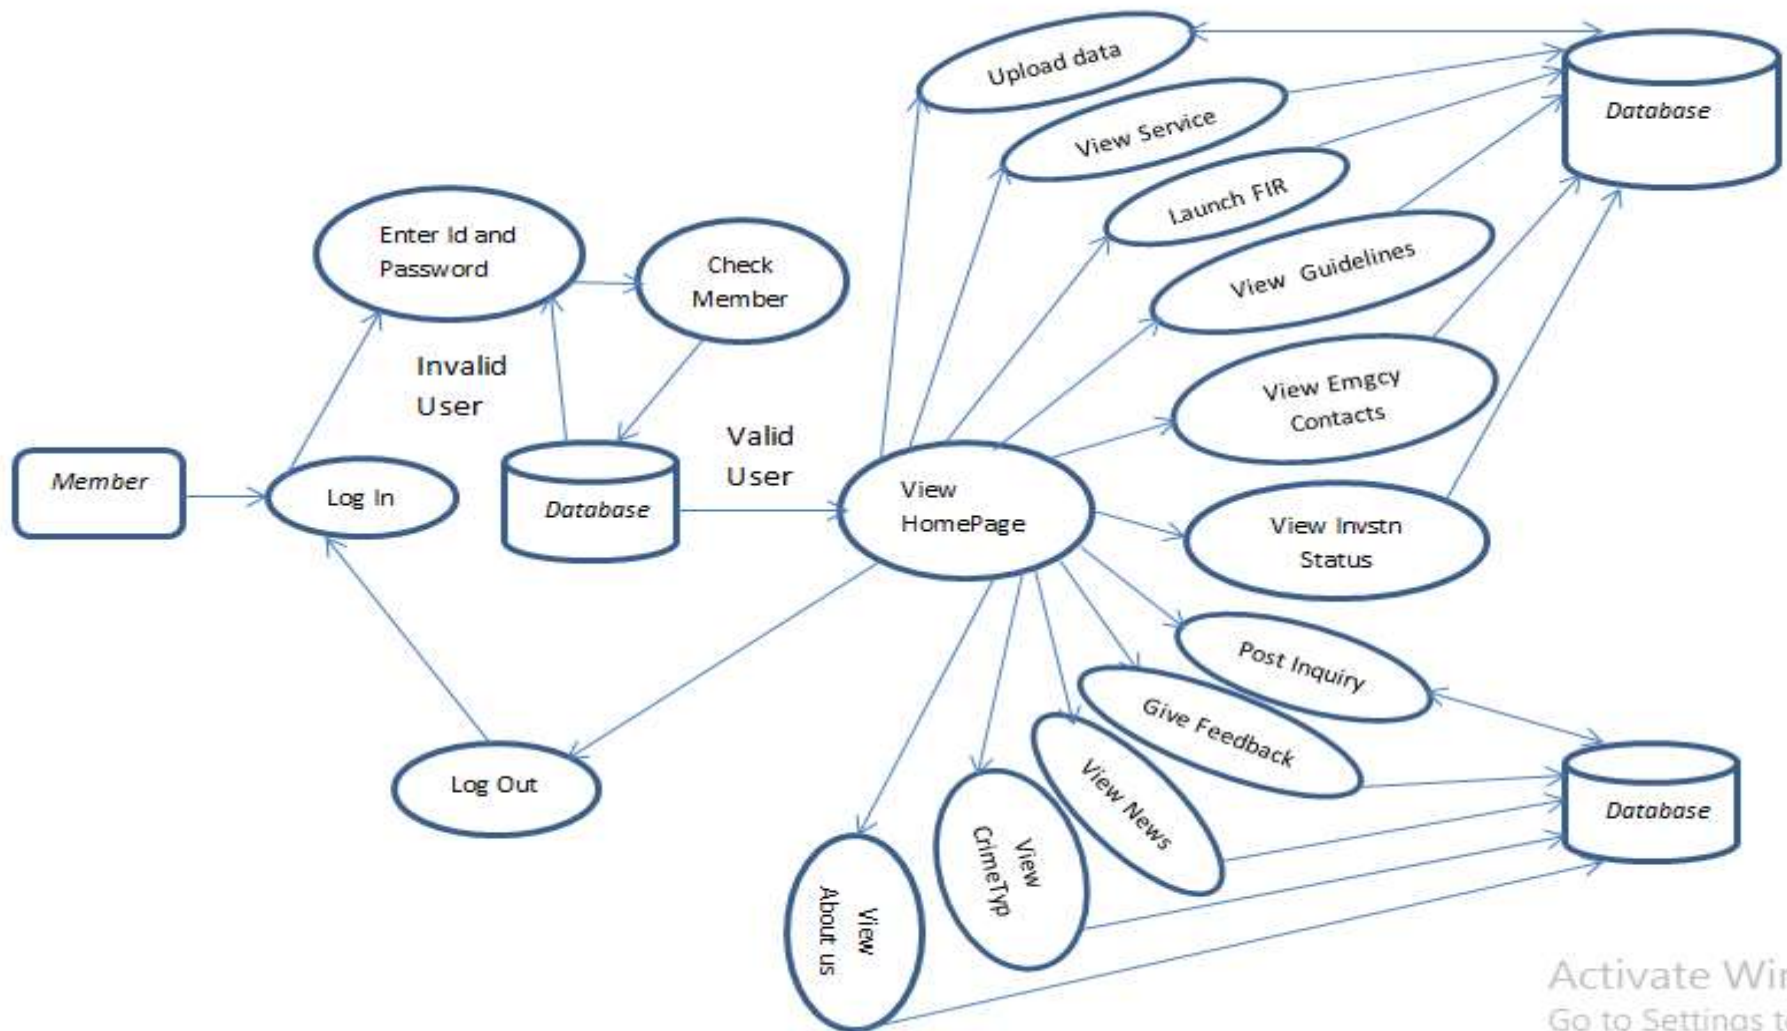 Upload data
View Service
Launch FIR
View Guidelines
View Emgcy
Contacts
View Invstn
Status
Database
Enter Id and
Password
Check
Member
Invalid
User
Valid
User
Member
Log In
Database
View
HomePage
Log Out
Post Inquiry
Give Feedback
View News
View
CrimeTyp
View
About us
Database
Activate Win
Go to Settings to